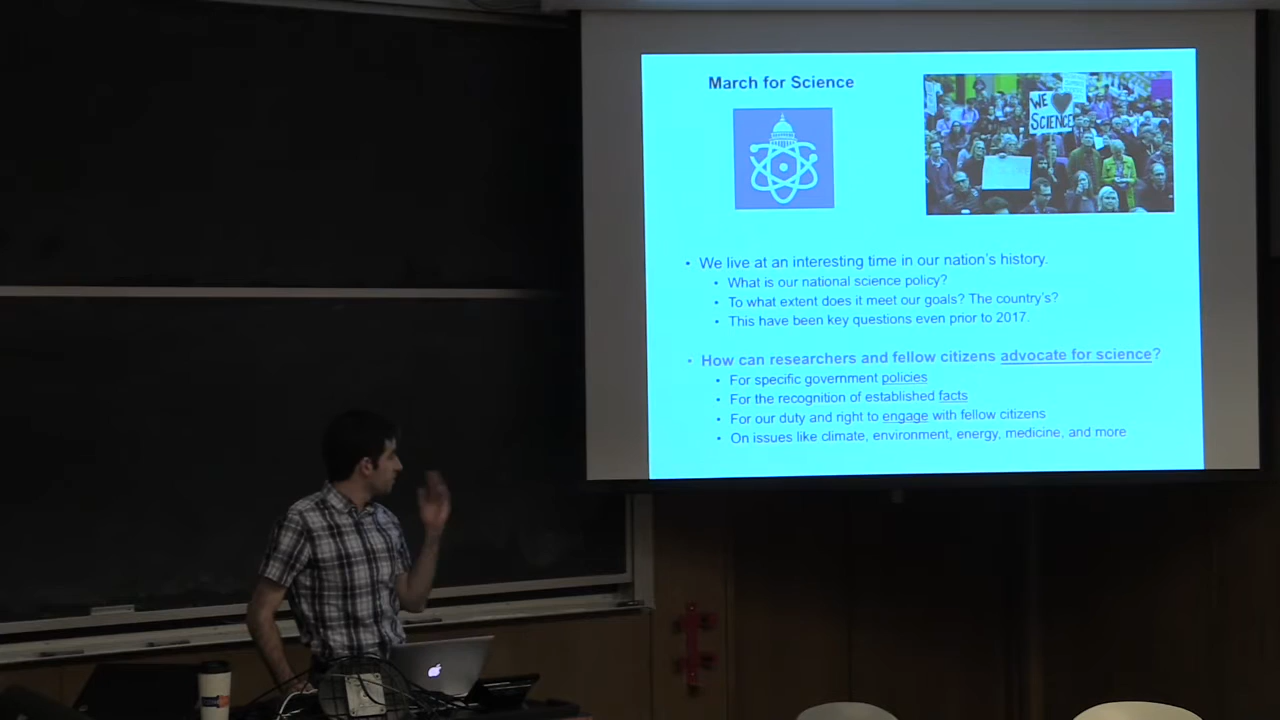 March for Science
WE
SCIENCE
• We live at an interesting time in our nation's history.
• What is our national science policy?
• To what extent does it meet our goals? The country's?
• This have been key questions even prior to 2017.
• How can researchers and fellow citizens advocate for science?
• For specific government policies
• For the recognition of established facts
• For our duty and right to engage with fellow citizens
• On issues like climate, environment, energy, medicine, and more